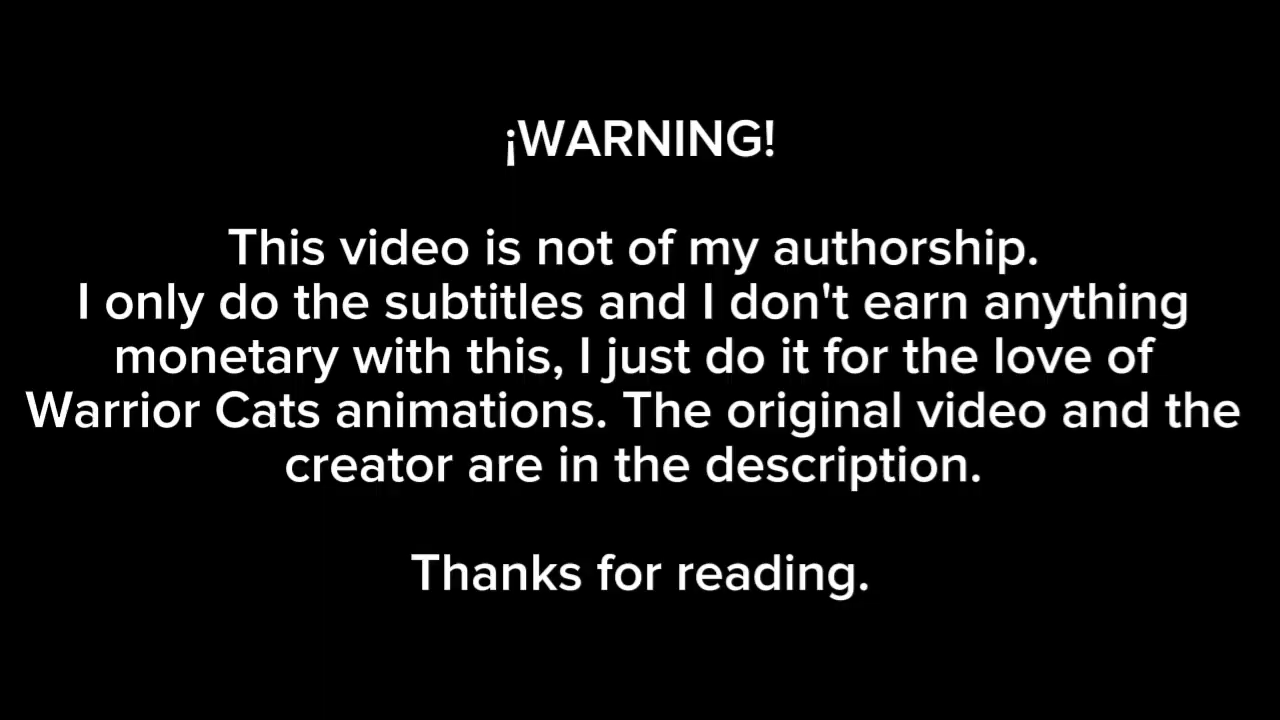 ¡WARNING!
This video is not of my authorship.
I only do the subtitles and I don't earn anything
monetary with this, I just do it for the love of
Warrior Cats animations. The original video and the
creator are in the description.
Thanks for reading.